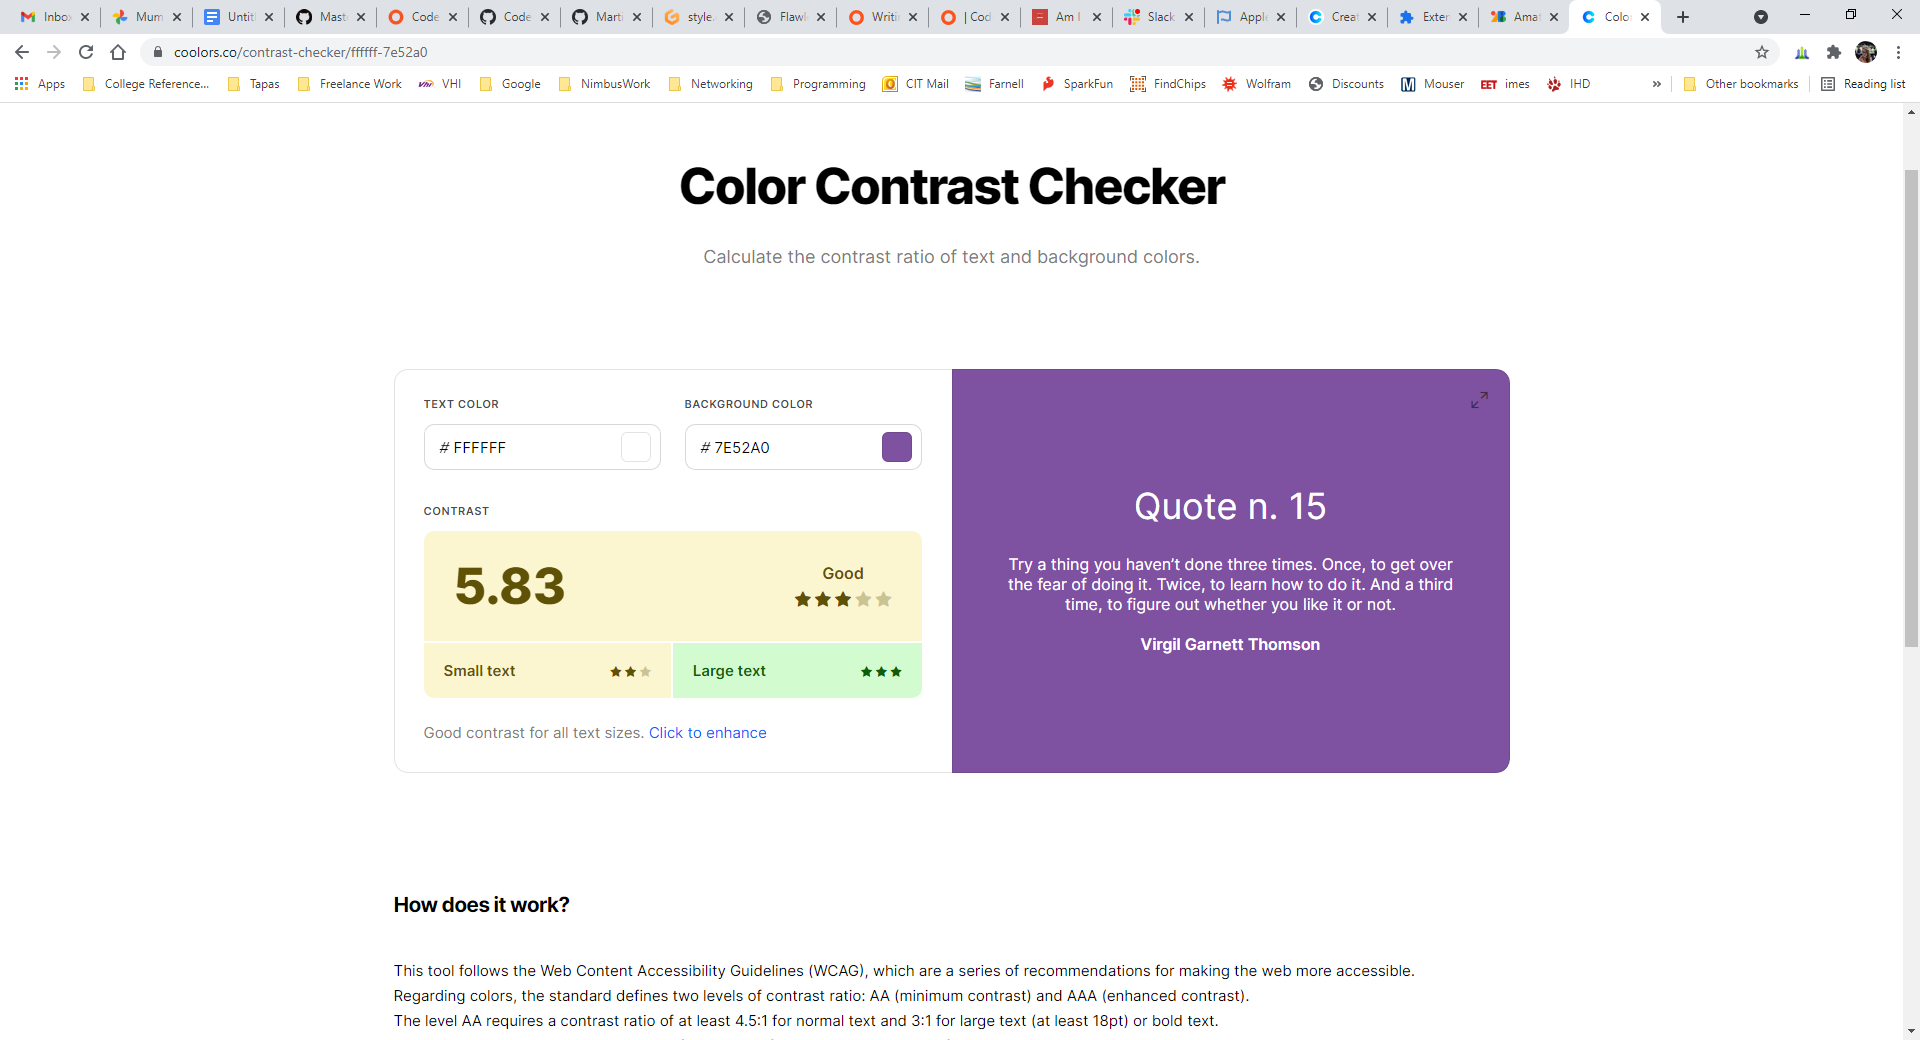 Inbox
Mum
Untit
Mast
Code
Code
Marti
style.
Flawl
Writi
| Cod
Am I
Slack
Apple
Creat
Exter
Amaz
Color
coolors.co/contrast-checker/ffffff-7e52a0
Apps
College Reference...
Tapas
Freelance Work
VHI
Google
NimbusWork
Networking
Programming
CIT Mail
Farnell
SparkFun
FindChips
Wolfram
Discounts
Mouser
EET imes
IHD
»
Other bookmarks
Reading list
Color Contrast Checker
Calculate the contrast ratio of text and background colors.
TEXT COLOR
BACKGROUND COLOR
# FFFFFF
# 7E52A0
CONTRAST
5.83
Good
Small text
Large text
Good contrast for all text sizes. Click to enhance
Quote n. 15
Try a thing you haven’t done three times. Once, to get over
the fear of doing it. Twice, to learn how to do it. And a third
time, to figure out whether you like it or not.
Virgil Garnett Thomson
How does it work?
This tool follows the Web Content Accessibility Guidelines (WCAG), which are a series of recommendations for making the web more accessible.
Regarding colors, the standard defines two levels of contrast ratio: AA (minimum contrast) and AAA (enhanced contrast).
The level AA requires a contrast ratio of at least 4.5:1 for normal text and 3:1 for large text (at least 18pt) or bold text.